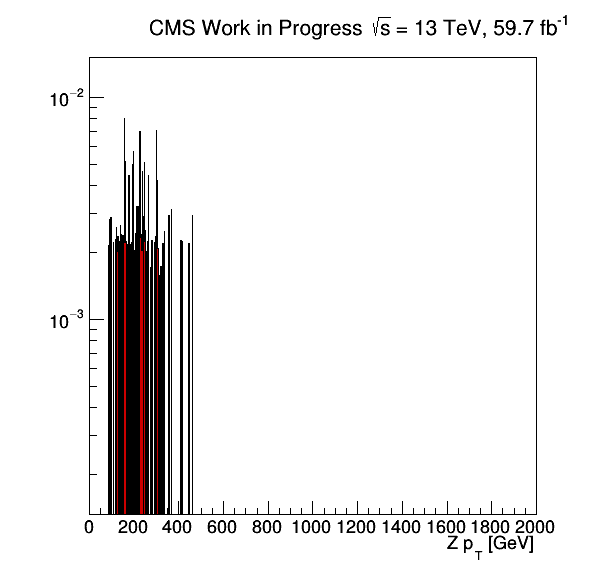 CMS Work in Progress √s = 13 TeV, 59.7 fb⁻¹
10⁻²
10⁻³
0 200 400 600 800 1000 1200 1400 1600 1800 2000
Z p_T [GeV]